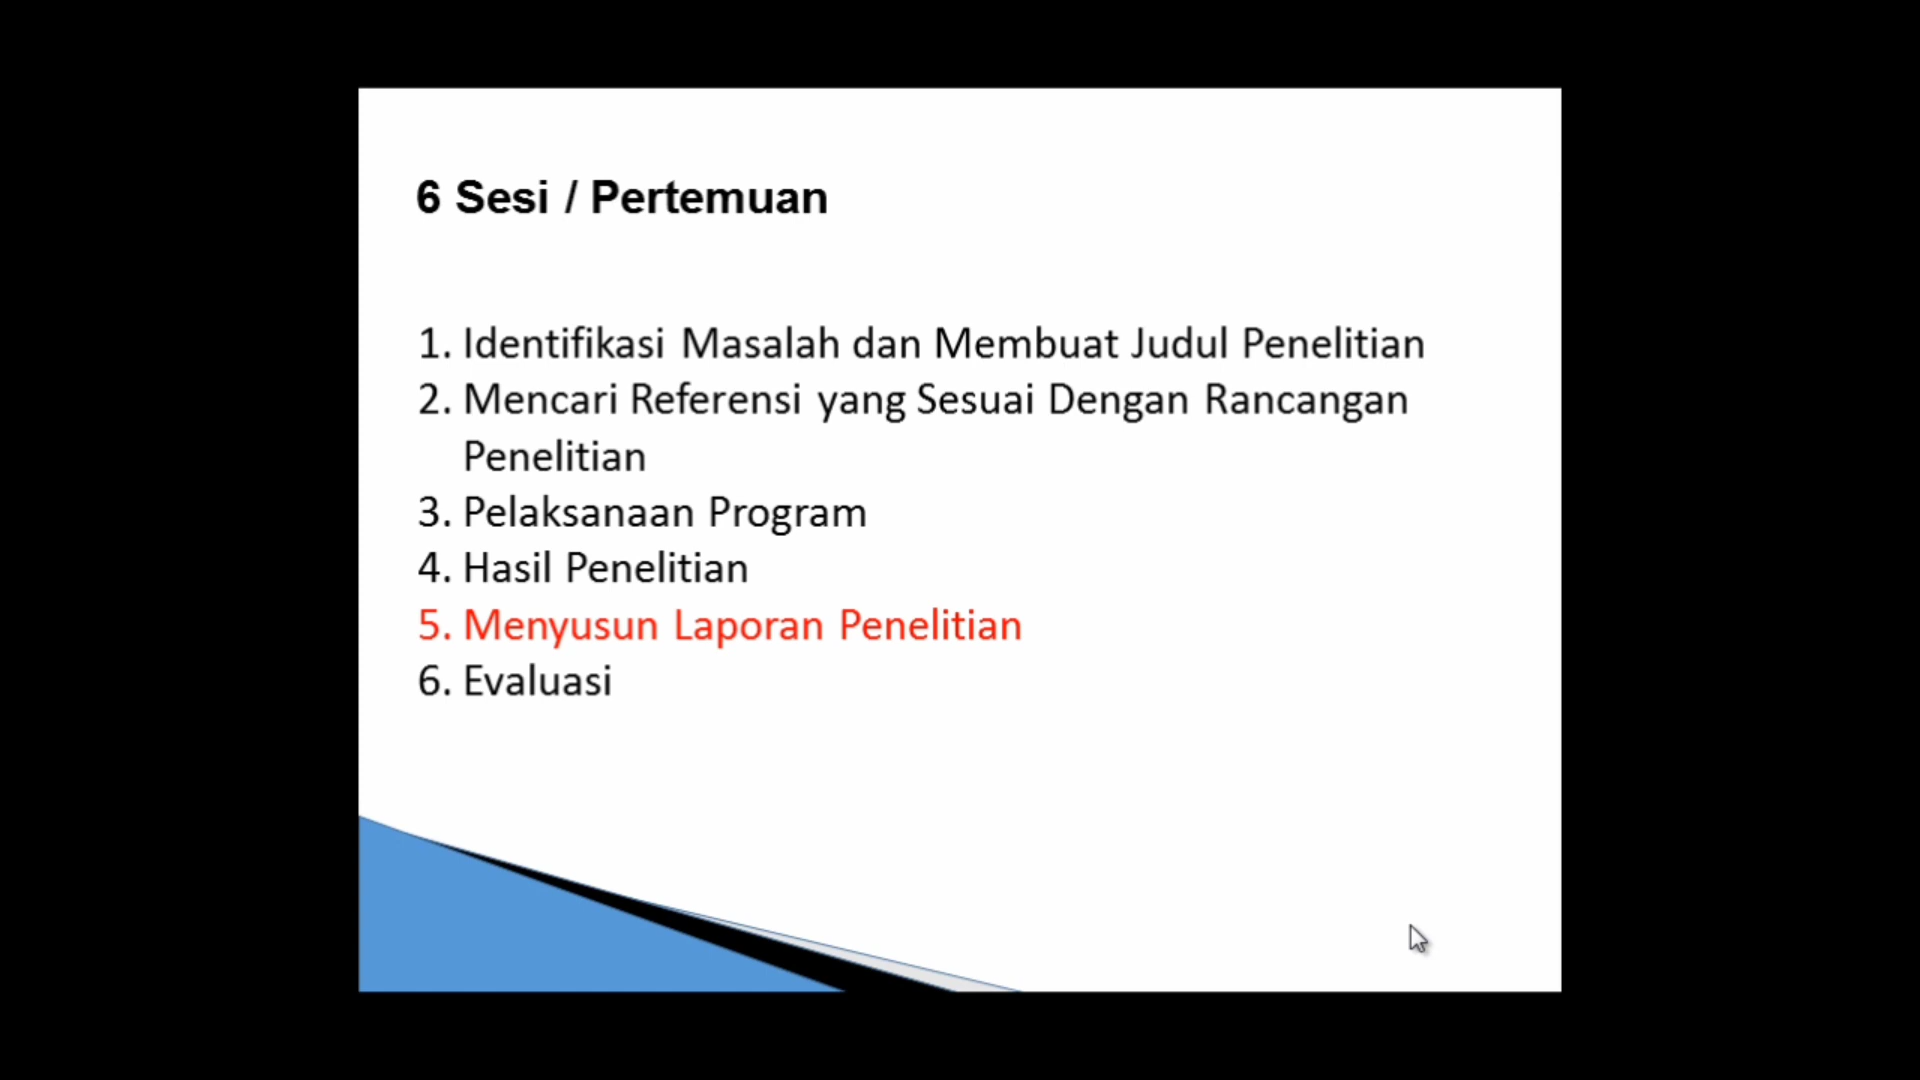 6 Sesi / Pertemuan
1. Identifikasi Masalah dan Membuat Judul Penelitian
2. Mencari Referensi yang Sesuai Dengan Rancangan
Penelitian
3. Pelaksanaan Program
4. Hasil Penelitian
5. Menyusun Laporan Penelitian
6. Evaluasi